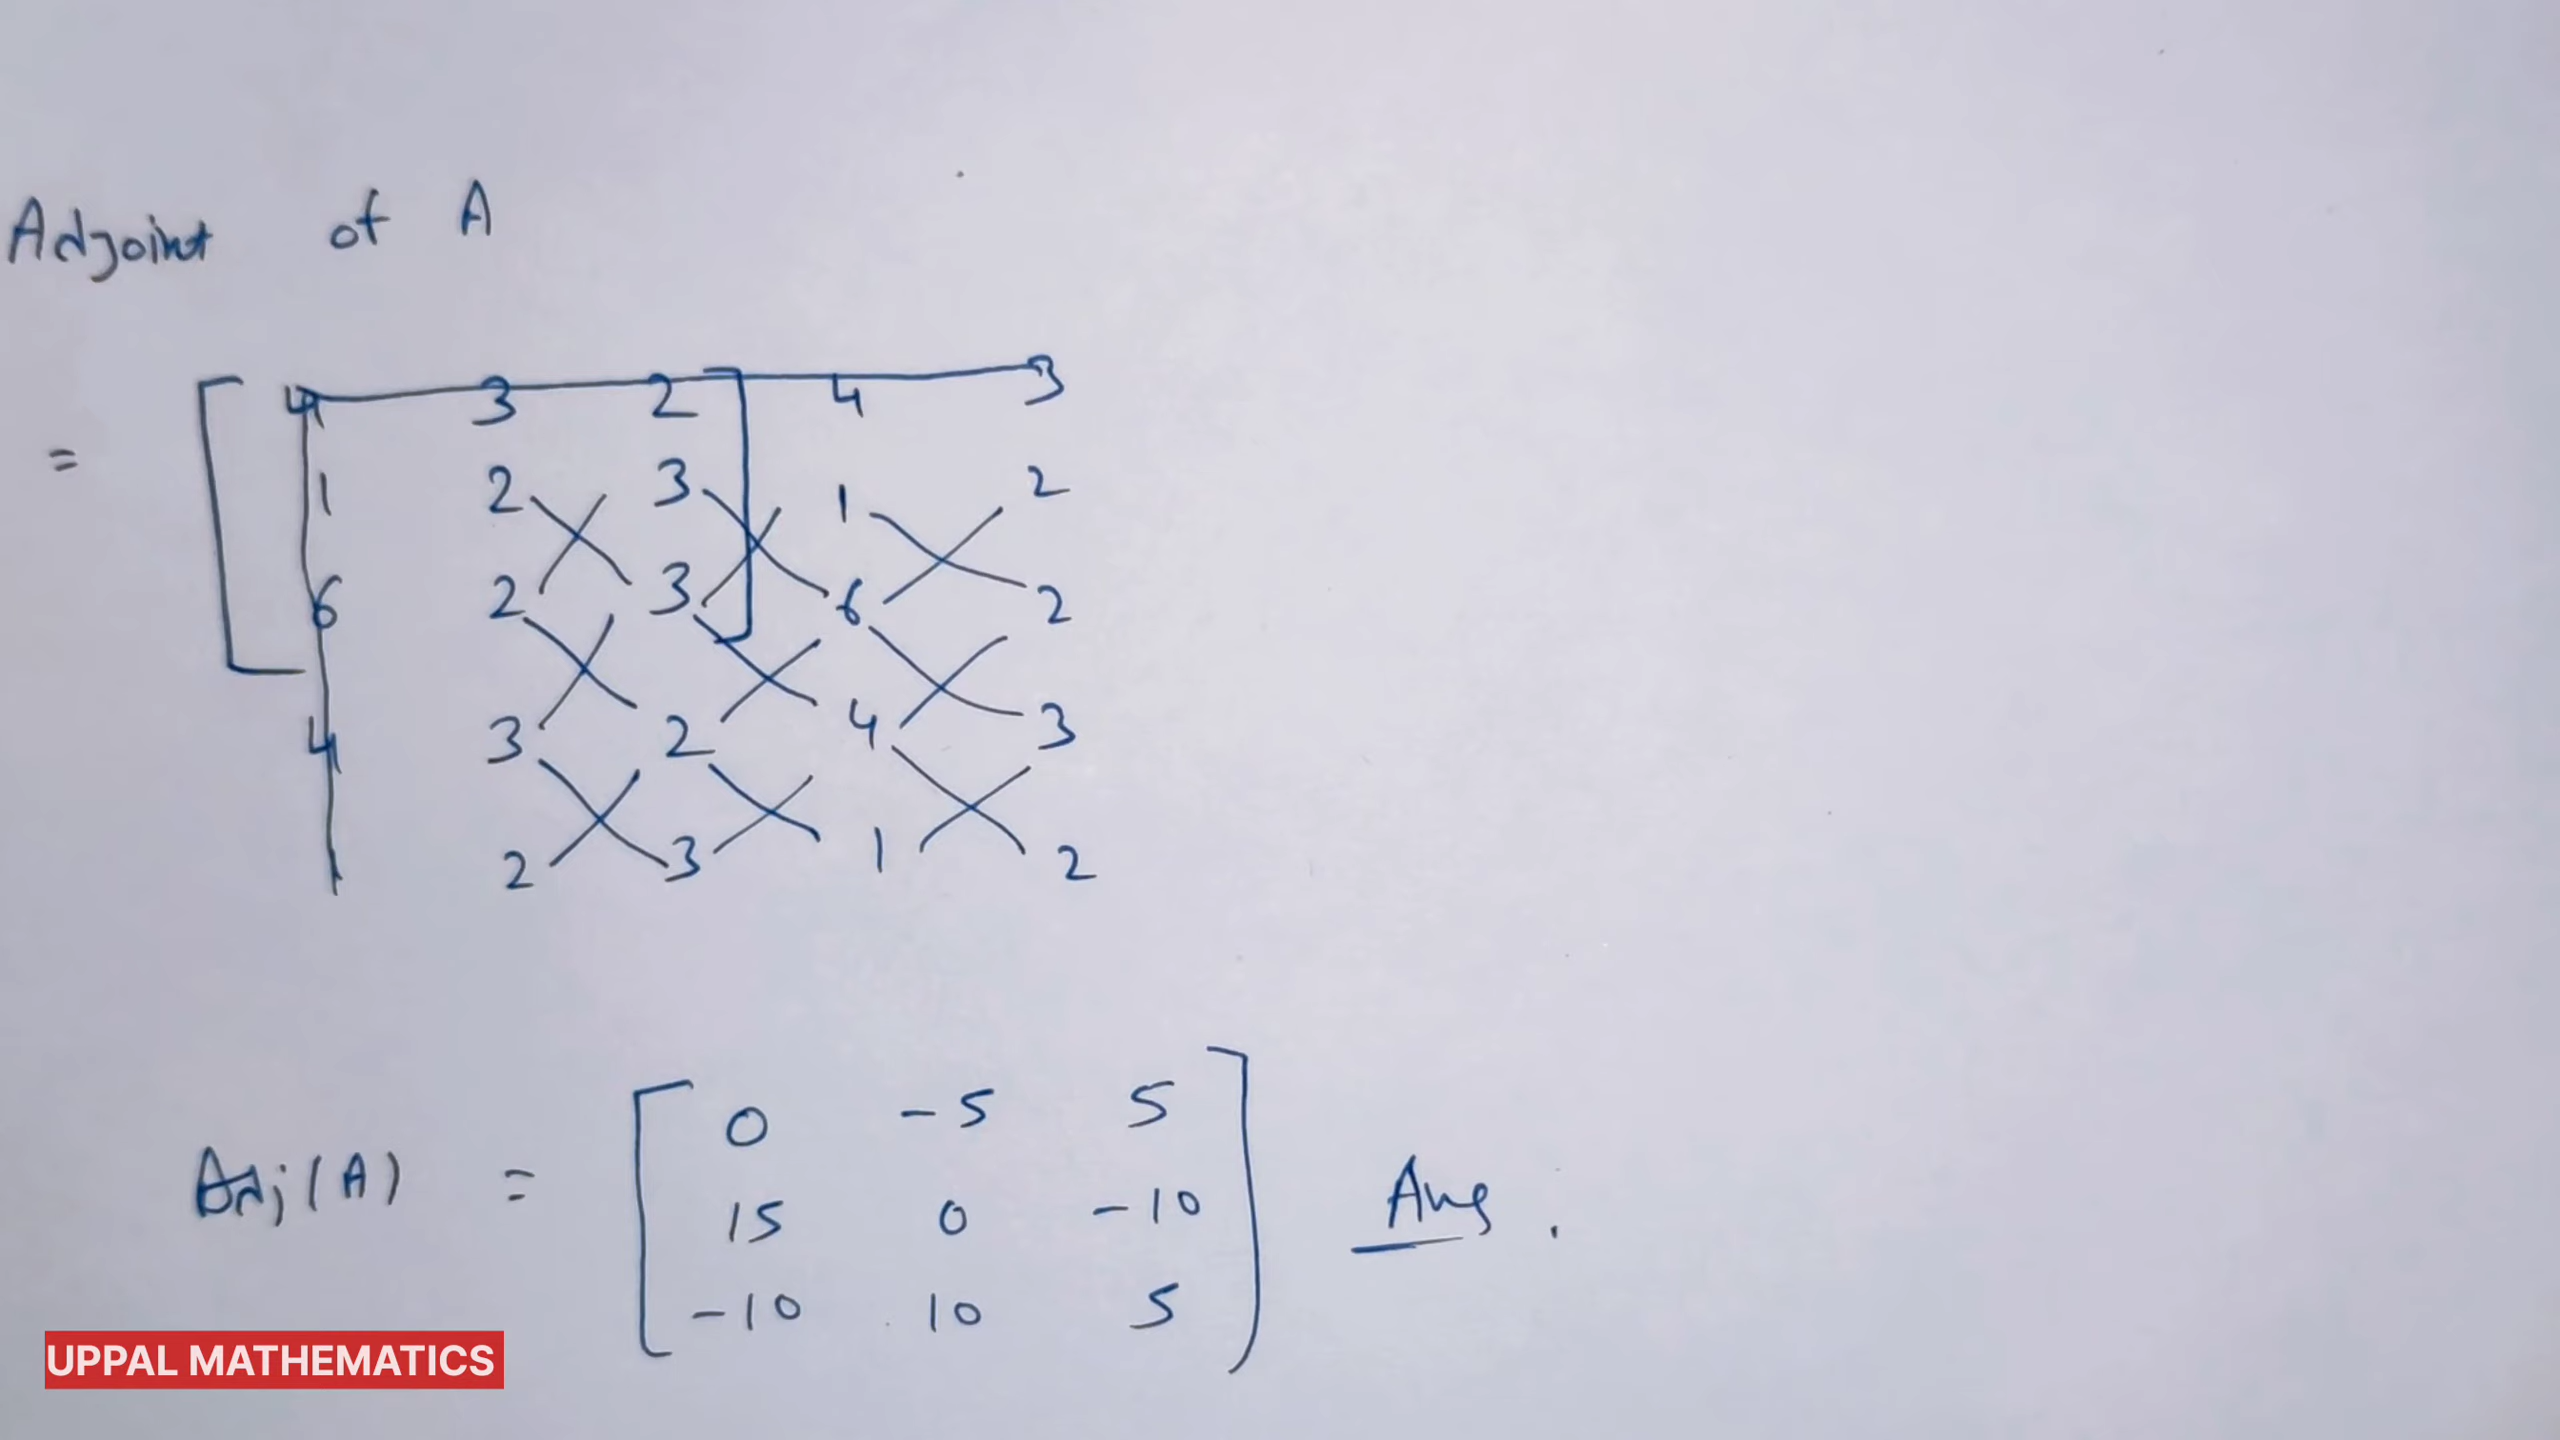 Adjoint of A
4 3 2 4 3
= 1 2 3 1 2
6 2 3 6 2
4 3 2 4 3
1 2 3 1 2
0 -5 5
Adj(A) = 15 0 -10 Ans.
-10 10 5
UPPAL MATHEMATICS